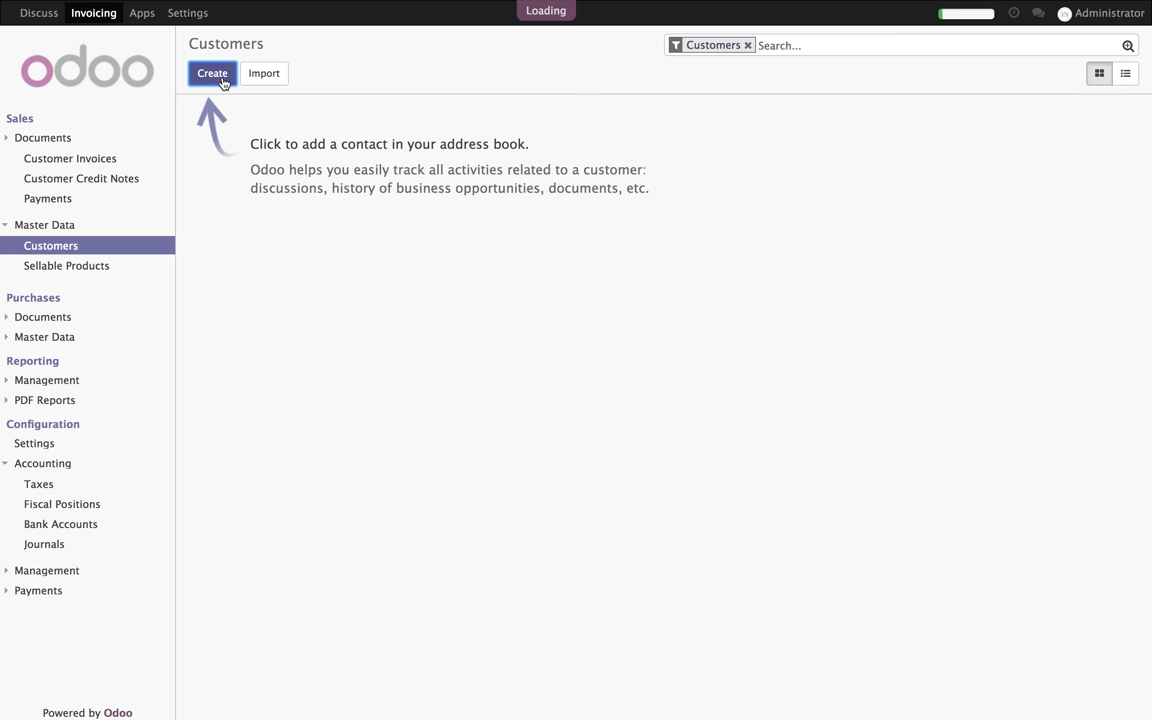 Discuss Invoicing Apps Settings Loading Administrator
odoo
Customers
Customers × Search...
Create Import
Click to add a contact in your address book.
Odoo helps you easily track all activities related to a customer:
discussions, history of business opportunities, documents, etc.
Sales
Documents
Customer Invoices
Customer Credit Notes
Payments
Master Data
Customers
Sellable Products
Purchases
Documents
Master Data
Reporting
Management
PDF Reports
Configuration
Settings
Accounting
Taxes
Fiscal Positions
Bank Accounts
Journals
Management
Payments
Powered by Odoo